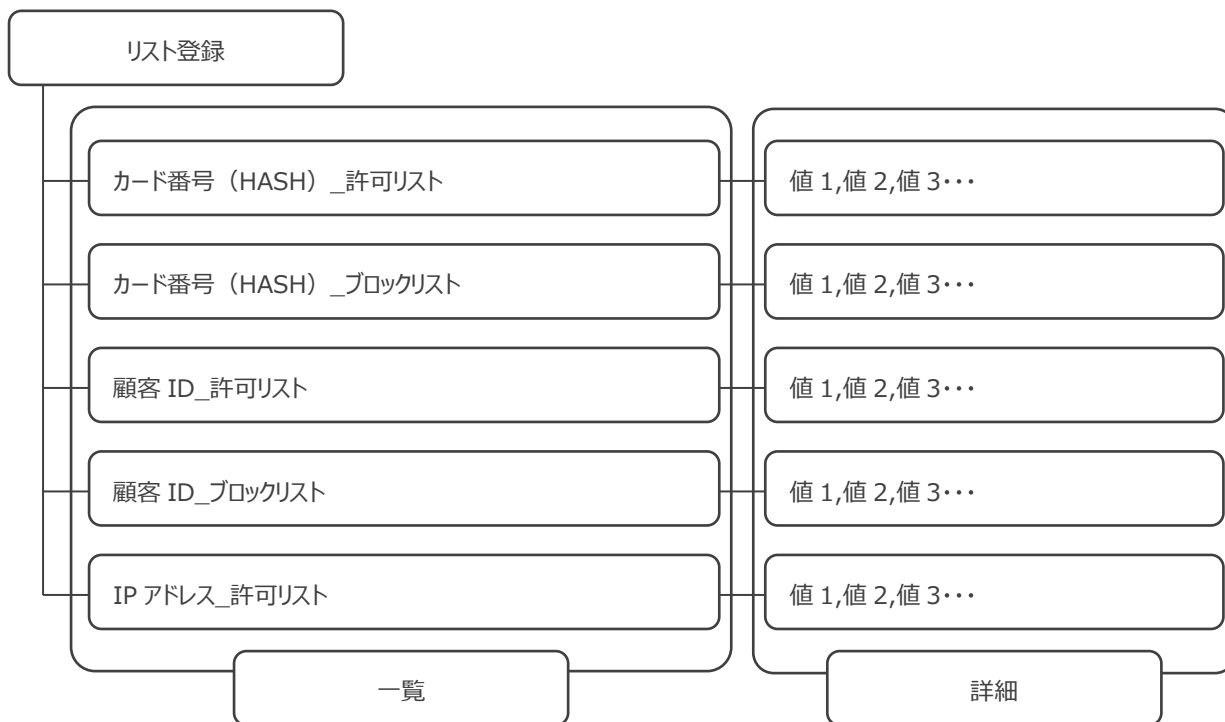 リスト登録
カード番号（HASH）_許可リスト
値 1,値 2,値 3･･･
カード番号（HASH）_ブロックリスト
値 1,値 2,値 3･･･
顧客 ID_許可リスト
値 1,値 2,値 3･･･
顧客 ID_ブロックリスト
値 1,値 2,値 3･･･
IP アドレス_許可リスト
値 1,値 2,値 3･･･
一覧
詳細